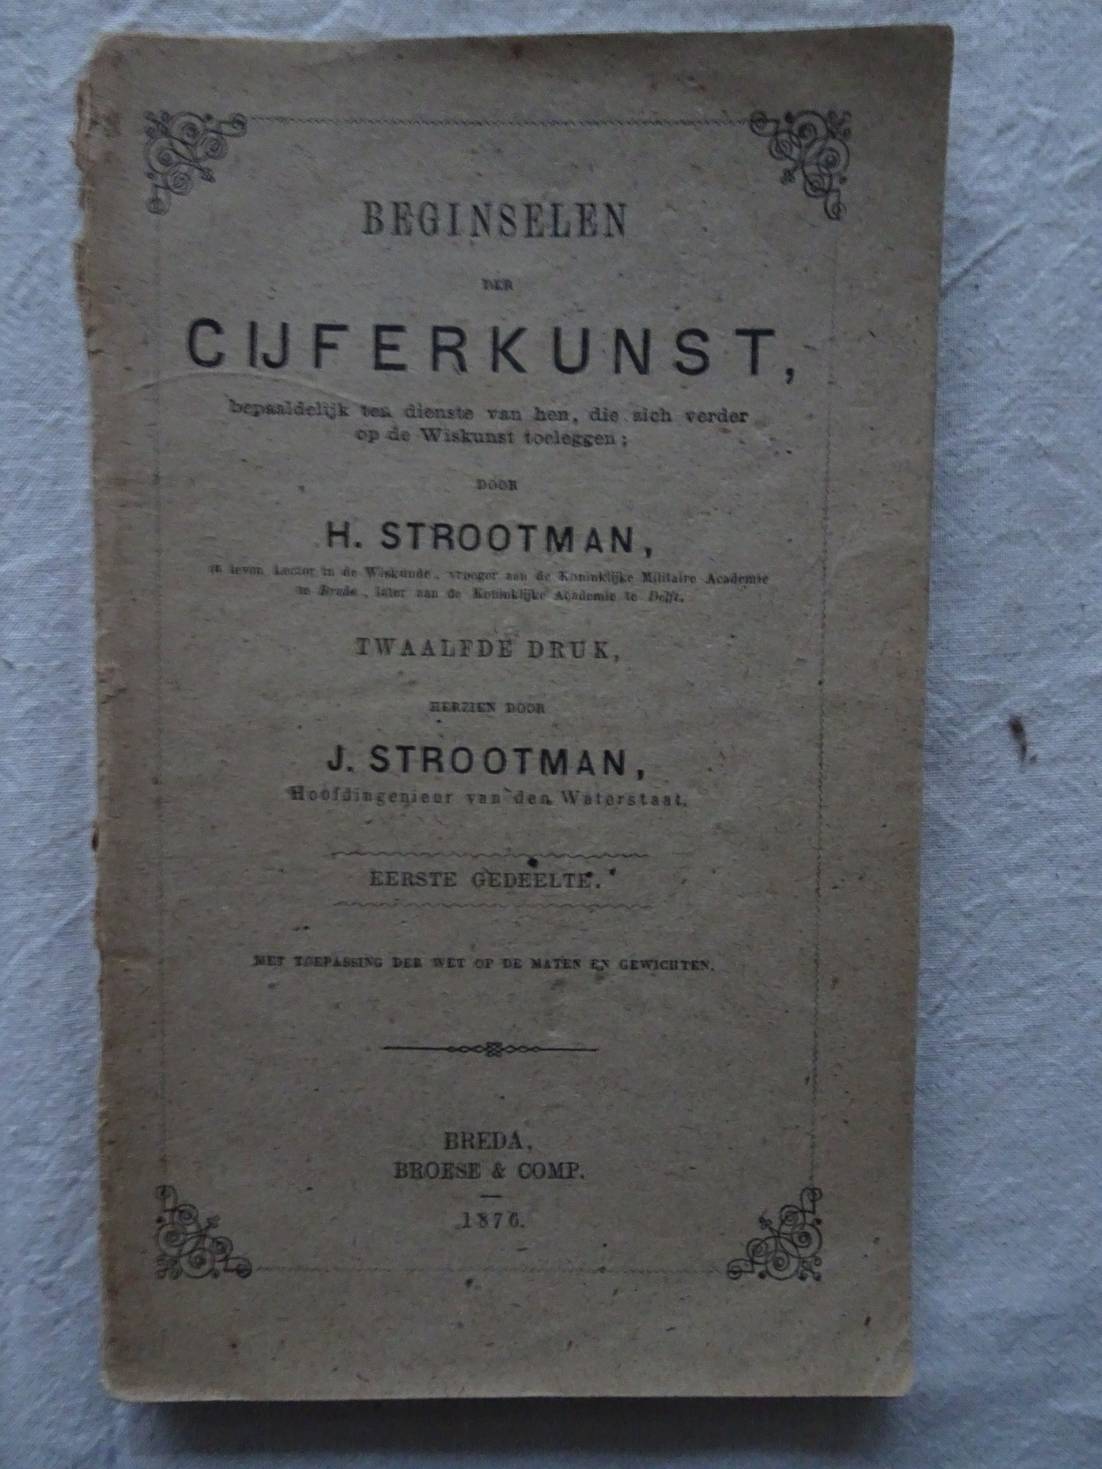 BEGINSELEN
DER
CIJFERKUNST,
bepaaldelijk ten dienste van hen, die zich verder
op de Wiskunst toeleggen;
DOOR
H. STROOTMAN,
in leven Lector in de Wiskunde, vroeger aan de Koninklijke Militaire Academie
te Breda, later aan de Koninklijke Academie te Delft.
TWAALFDE DRUK,
HERZIEN DOOR
J. STROOTMAN,
Hoofdingenieur van den Waterstaat.
EERSTE GEDEELTE.
MET TOEPASSING DER WET OP DE MATEN EN GEWICHTEN.
BREDA,
BROESE & COMP.
1876.